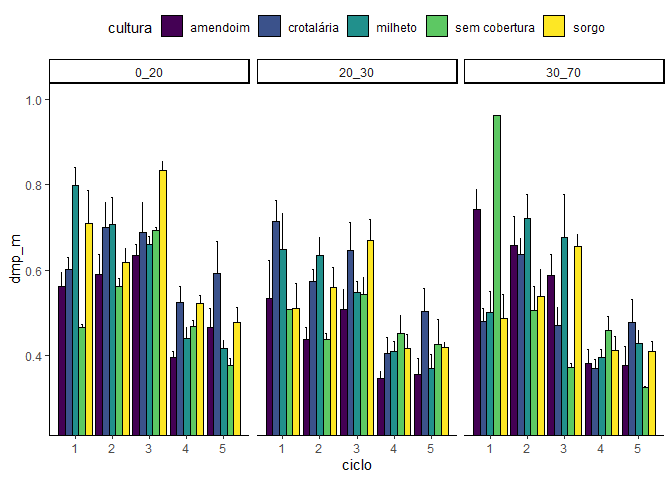 cultura amendoim crotalária milheto sem cobertura sorgo
0_20 20_30 30_70
1.0
0.8
0.6
0.4
dmp_m
1 2 3 4 5 1 2 3 4 5 1 2 3 4 5
ciclo